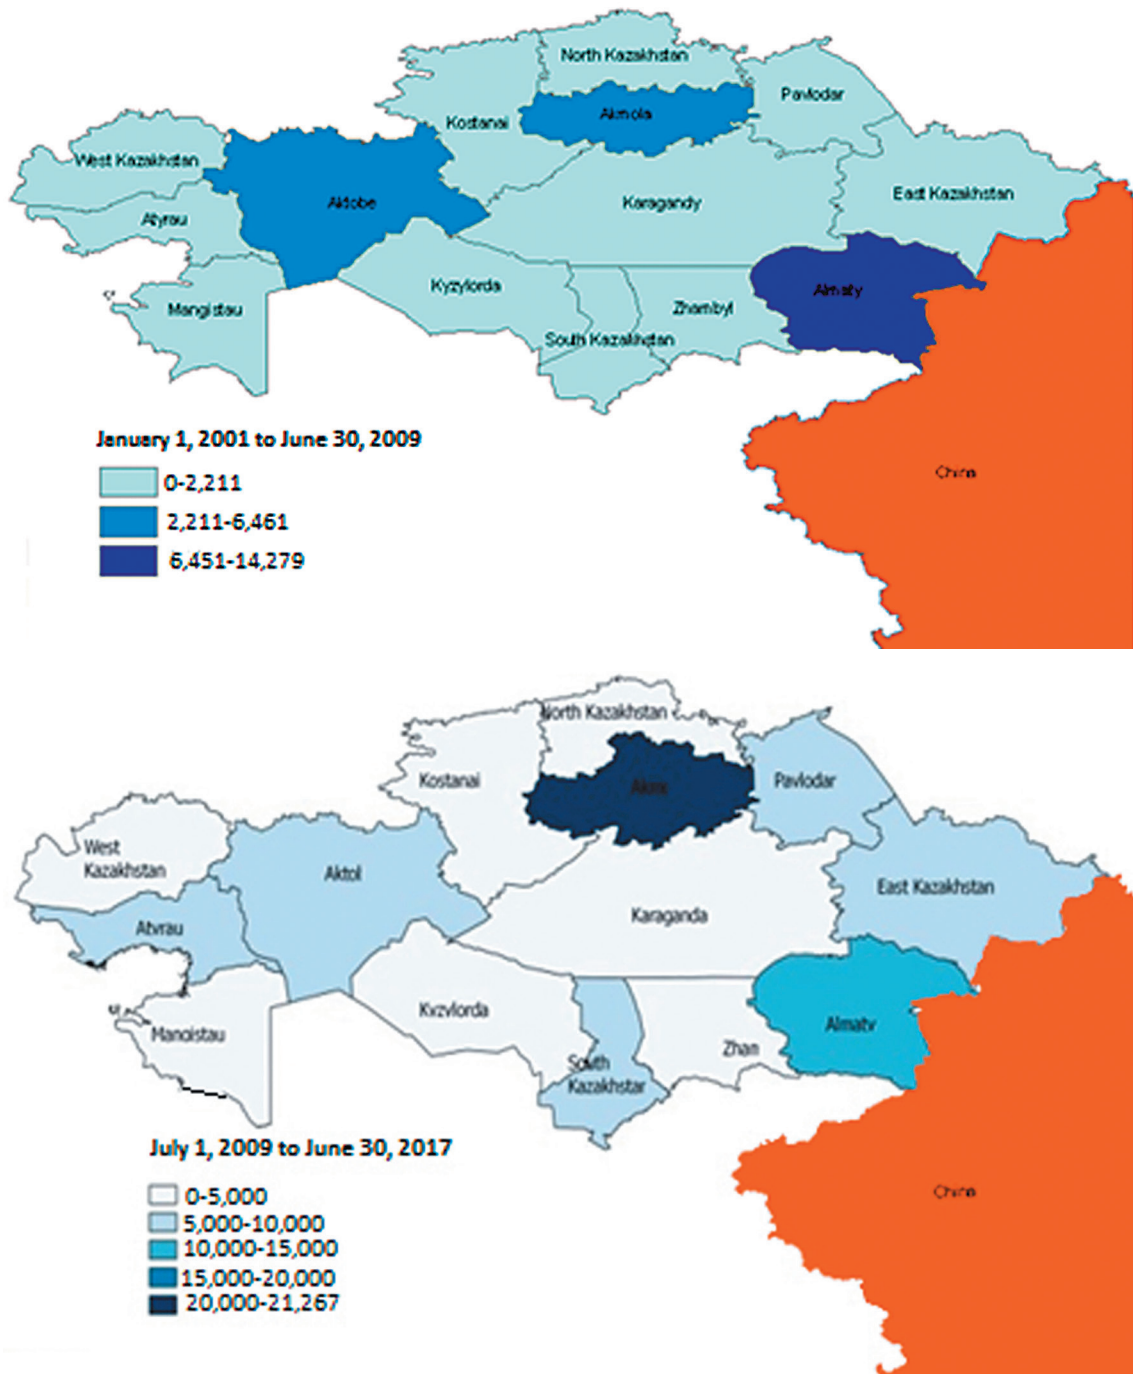 North Kazakhstan
Pavlodar
Akmola
Kostanai
West Kazakhstan
East Kazakhstan
Aktobe
Karagandy
Atyrau
Kyzylorda
Almaty
Mangistau
Zhambyl
South Kazakhstan
January 1, 2001 to June 30, 2009
0-2,211
2,211-6,461
6,451-14,279
China
North Kazakhstan
Kostanai
Pavlodar
West
Kazakhstan
Aktol
East Kazakhstan
Karaganda
Atvrau
Kvzvlorda
Almatv
Manoistau
Zhan
South
Kazakhstar
July 1, 2009 to June 30, 2017
0-5,000
5,000-10,000
10,000-15,000
15,000-20,000
20,000-21,267
China